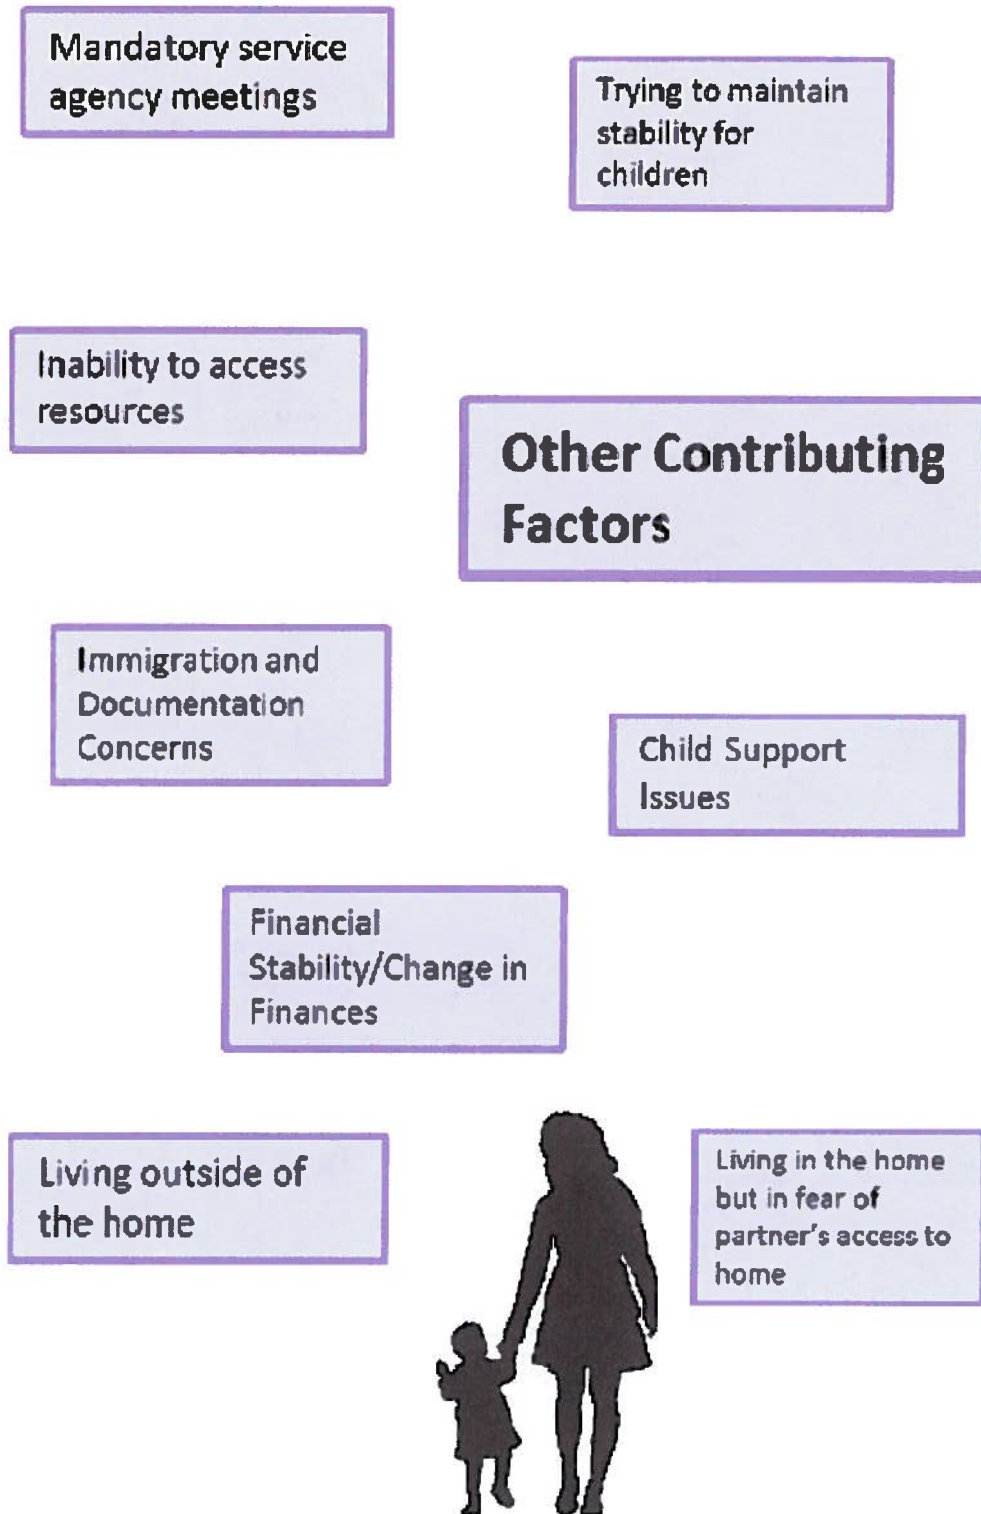 Mandatory service
agency meetings
Trying to maintain
stability for
children
Inability to access
resources
Other Contributing
Factors
Immigration and
Documentation
Concerns
Child Support
Issues
Financial
Stability/Change in
Finances
Living outside of
the home
Living in the home
but in fear of
partner's access to
home